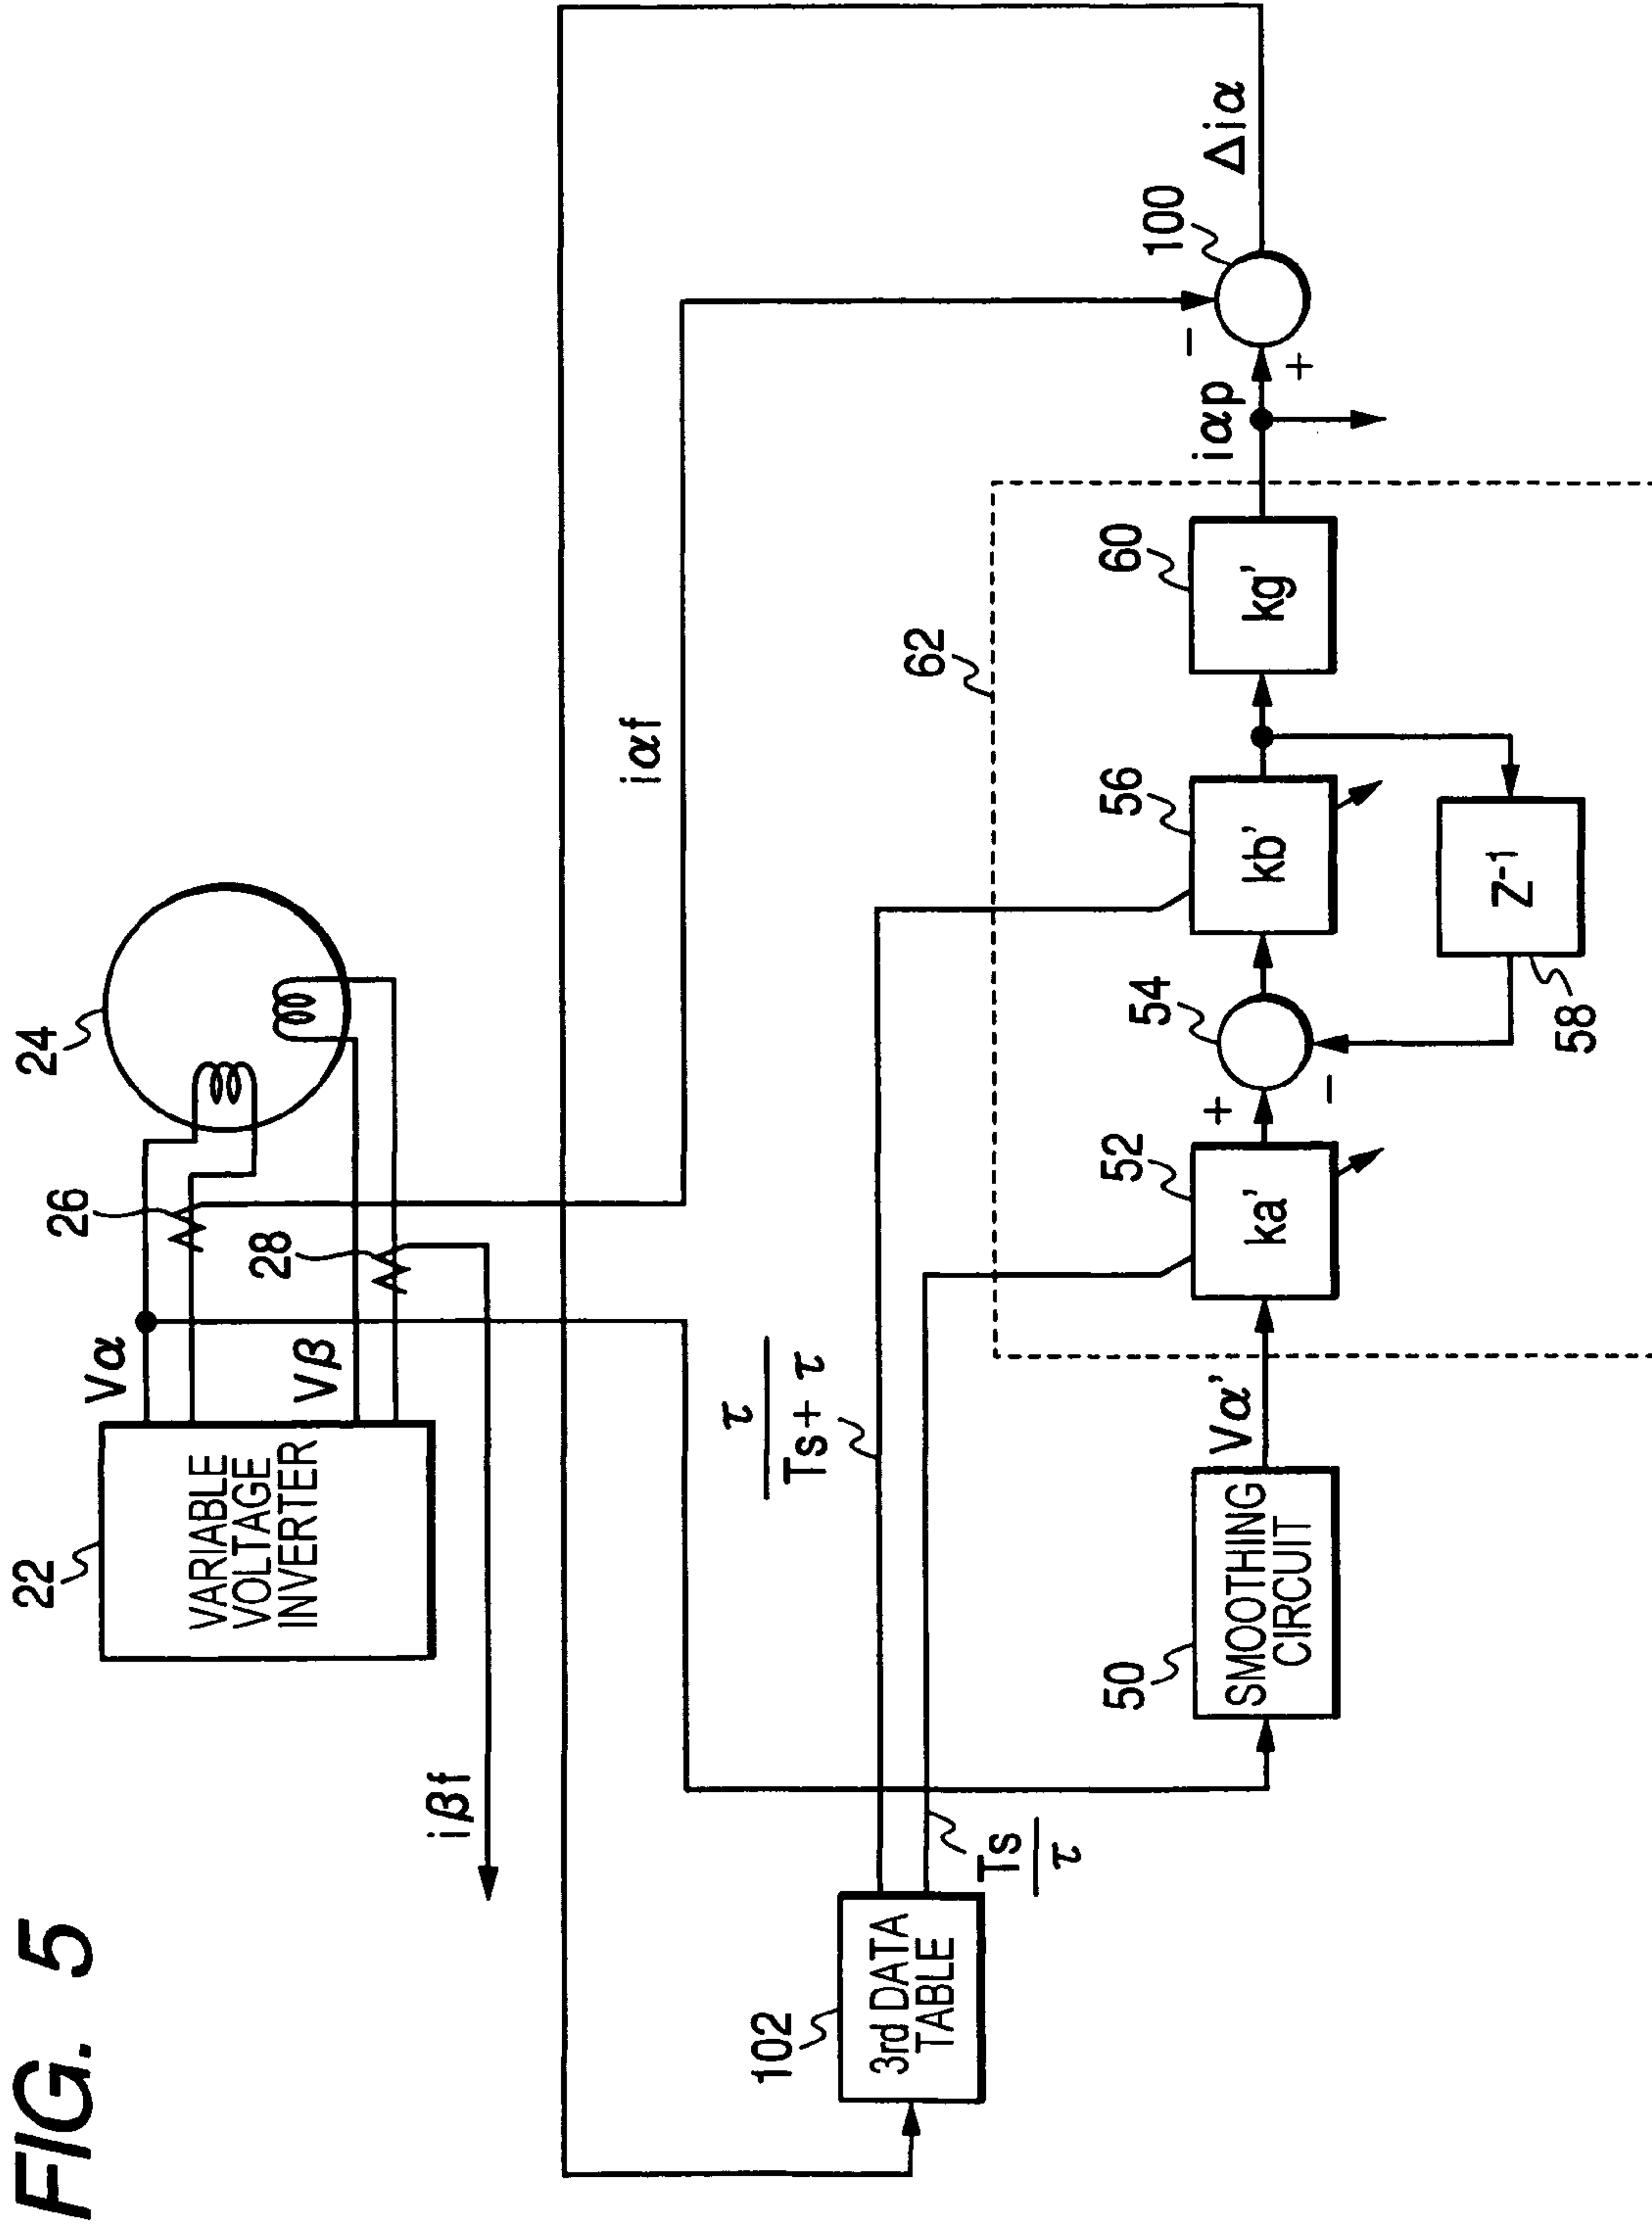 FIG. 5
22
VARIABLE
VOLTAGE
INVERTER
Vα
Vβ
24
26
28
iβf
iαf
102
3rd DATA
TABLE
τ
Ts + τ
Ts
τ
50
SMOOTHING
CIRCUIT
Vα'
62
52
ka'
+
−
54
56
kb'
58
Z⁻¹
60
kg'
iαp
+
−
100
Δiα